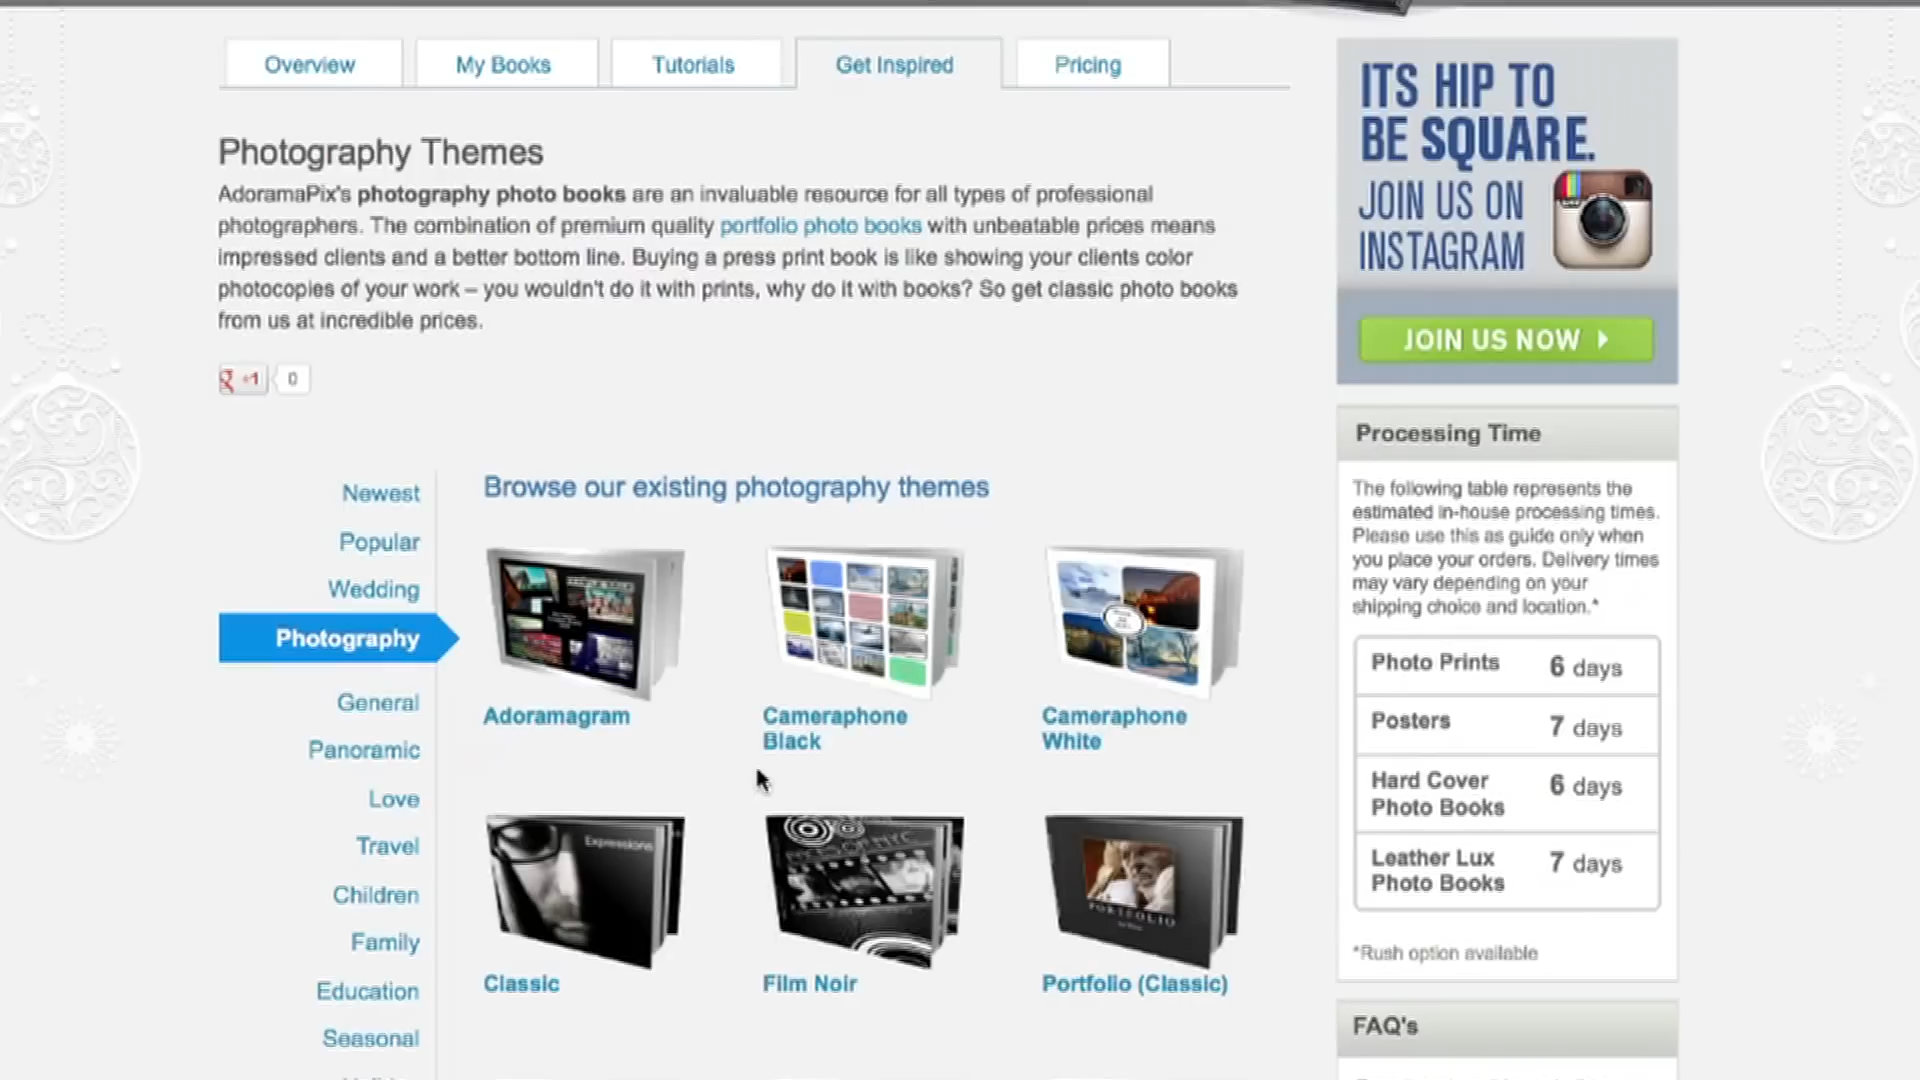 Overview
My Books
Tutorials
Get Inspired
Pricing
Photography Themes
AdoramaPix's photography photo books are an invaluable resource for all types of professional
photographers. The combination of premium quality portfolio photo books with unbeatable prices means
impressed clients and a better bottom line. Buying a press print book is like showing your clients color
photocopies of your work – you wouldn't do it with prints, why do it with books? So get classic photo books
from us at incredible prices.
+1
0
Newest
Popular
Wedding
Photography
General
Panoramic
Love
Travel
Children
Family
Education
Seasonal
Browse our existing photography themes
Adoramagram
Cameraphone
Black
Cameraphone
White
Expressions
PORTFOLIO
Classic
Film Noir
Portfolio (Classic)
ITS HIP TO
BE SQUARE.
JOIN US ON
INSTAGRAM
JOIN US NOW
Processing Time
The following table represents the
estimated in-house processing times.
Please use this as guide only when
you place your orders. Delivery times
may vary depending on your
shipping choice and location.*
Photo Prints 6 days
Posters 7 days
Hard Cover
Photo Books 6 days
Leather Lux
Photo Books 7 days
*Rush option available
FAQ's